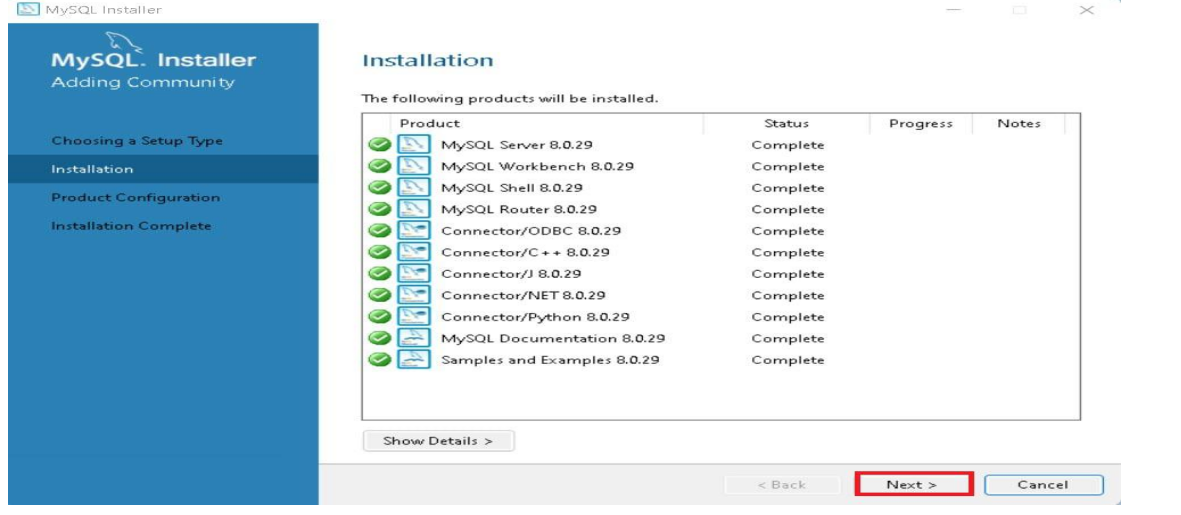 MySQL Installer
MySQL. Installer
Adding Community
Choosing a Setup Type
Installation
Product Configuration
Installation Complete
Installation
The following products will be installed.
Product Status Progress Notes
MySQL Server 8.0.29 Complete
MySQL Workbench 8.0.29 Complete
MySQL Shell 8.0.29 Complete
MySQL Router 8.0.29 Complete
Connector/ODBC 8.0.29 Complete
Connector/C++ 8.0.29 Complete
Connector/J 8.0.29 Complete
Connector/NET 8.0.29 Complete
Connector/Python 8.0.29 Complete
MySQL Documentation 8.0.29 Complete
Samples and Examples 8.0.29 Complete
Show Details >
< Back Next > Cancel